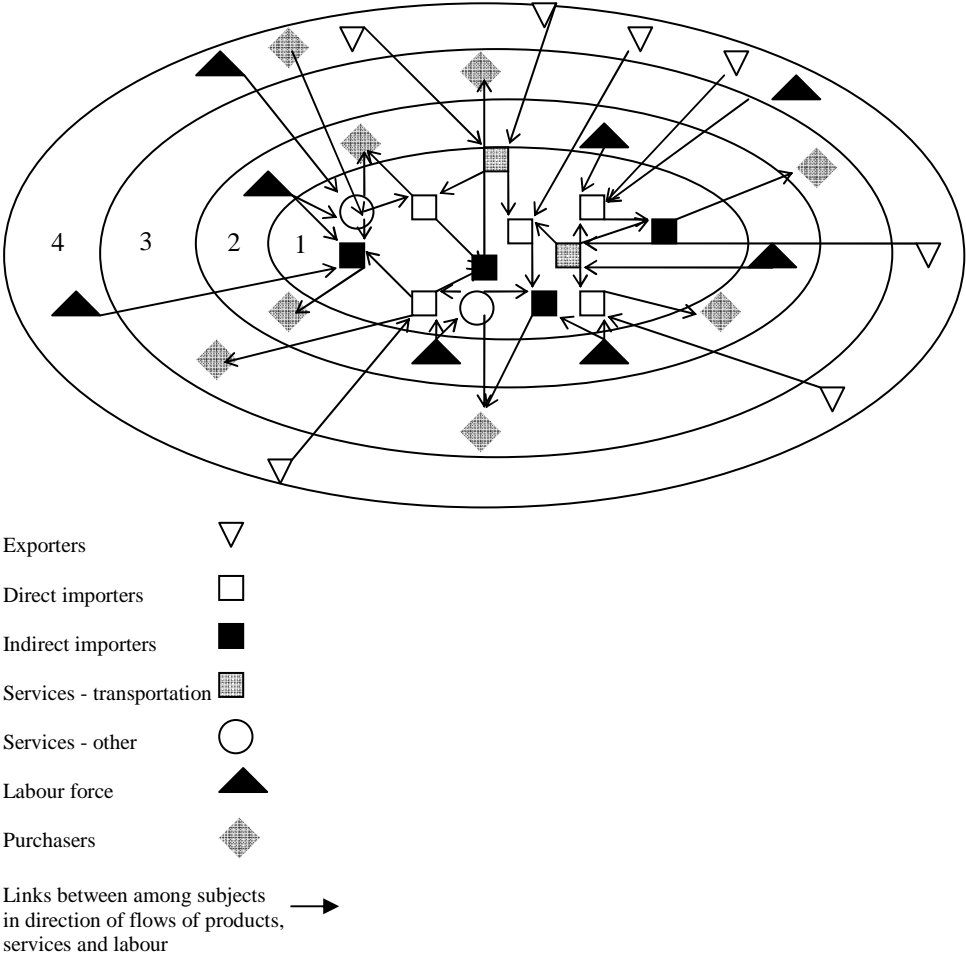 4
3
2
1
Exporters
Direct importers
Indirect importers
Services - transportation
Services - other
Labour force
Purchasers
Links between among subjects
in direction of flows of products,
services and labour